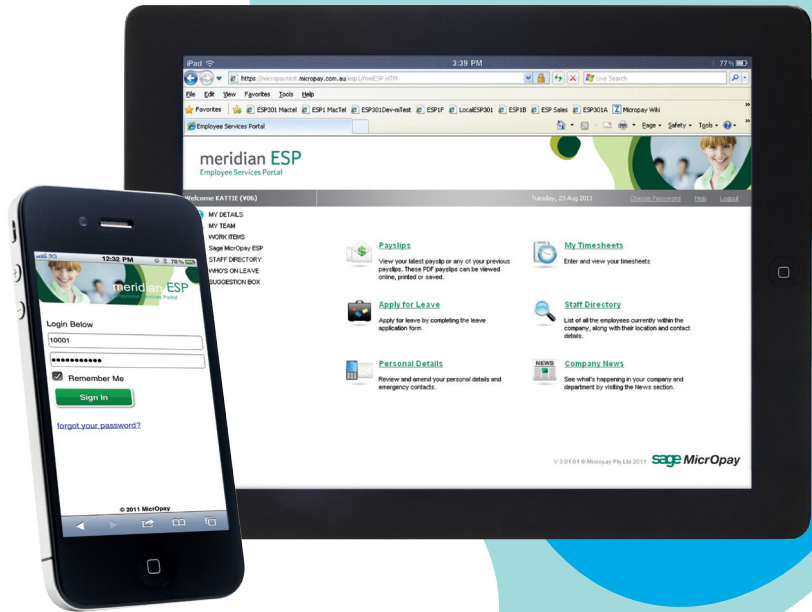 iPad
3:39 PM
77%
https://micropaytest.micropay.com.au/esp1/fmeESP.HTM
Live Search
File Edit View Favorites Tools Help
Favorites ESP301 Mactel ESP1 MacTel ESP301Dev-mTest ESP1F LocalESP301 ESP1B ESP Sales ESP301A Micropay Wiki
Employee Services Portal
Page Safety Tools
meridian ESP
Employee Services Portal
Welcome KATTIE (V06)
Tuesday, 23 Aug 2011
Change Password Help Logout
MY DETAILS
MY TEAM
WORK ITEMS
Sage MicrOpay ESP
STAFF DIRECTORY
WHO'S ON LEAVE
SUGGESTION BOX
Payslips
View your latest payslip or any of your previous
payslips. These PDF payslips can be viewed
online, printed or saved.
My Timesheets
Enter and view your timesheets
Apply for Leave
Apply for leave by completing the leave
application form.
Staff Directory
List of all the employees currently within the
company, along with their location and contact
details.
Personal Details
Review and amend your personal details and
emergency contacts.
NEWS
Company News
See what's happening in your company and
department by visiting the News section.
V 3.01.01 © Micropay Pty Ltd 2011
sage MicrOpay
3G
12:32 PM
78%
meridian ESP
Employee Services Portal
Login Below
10001
Remember Me
Sign In
forgot your password?
© 2011 MicrOpay